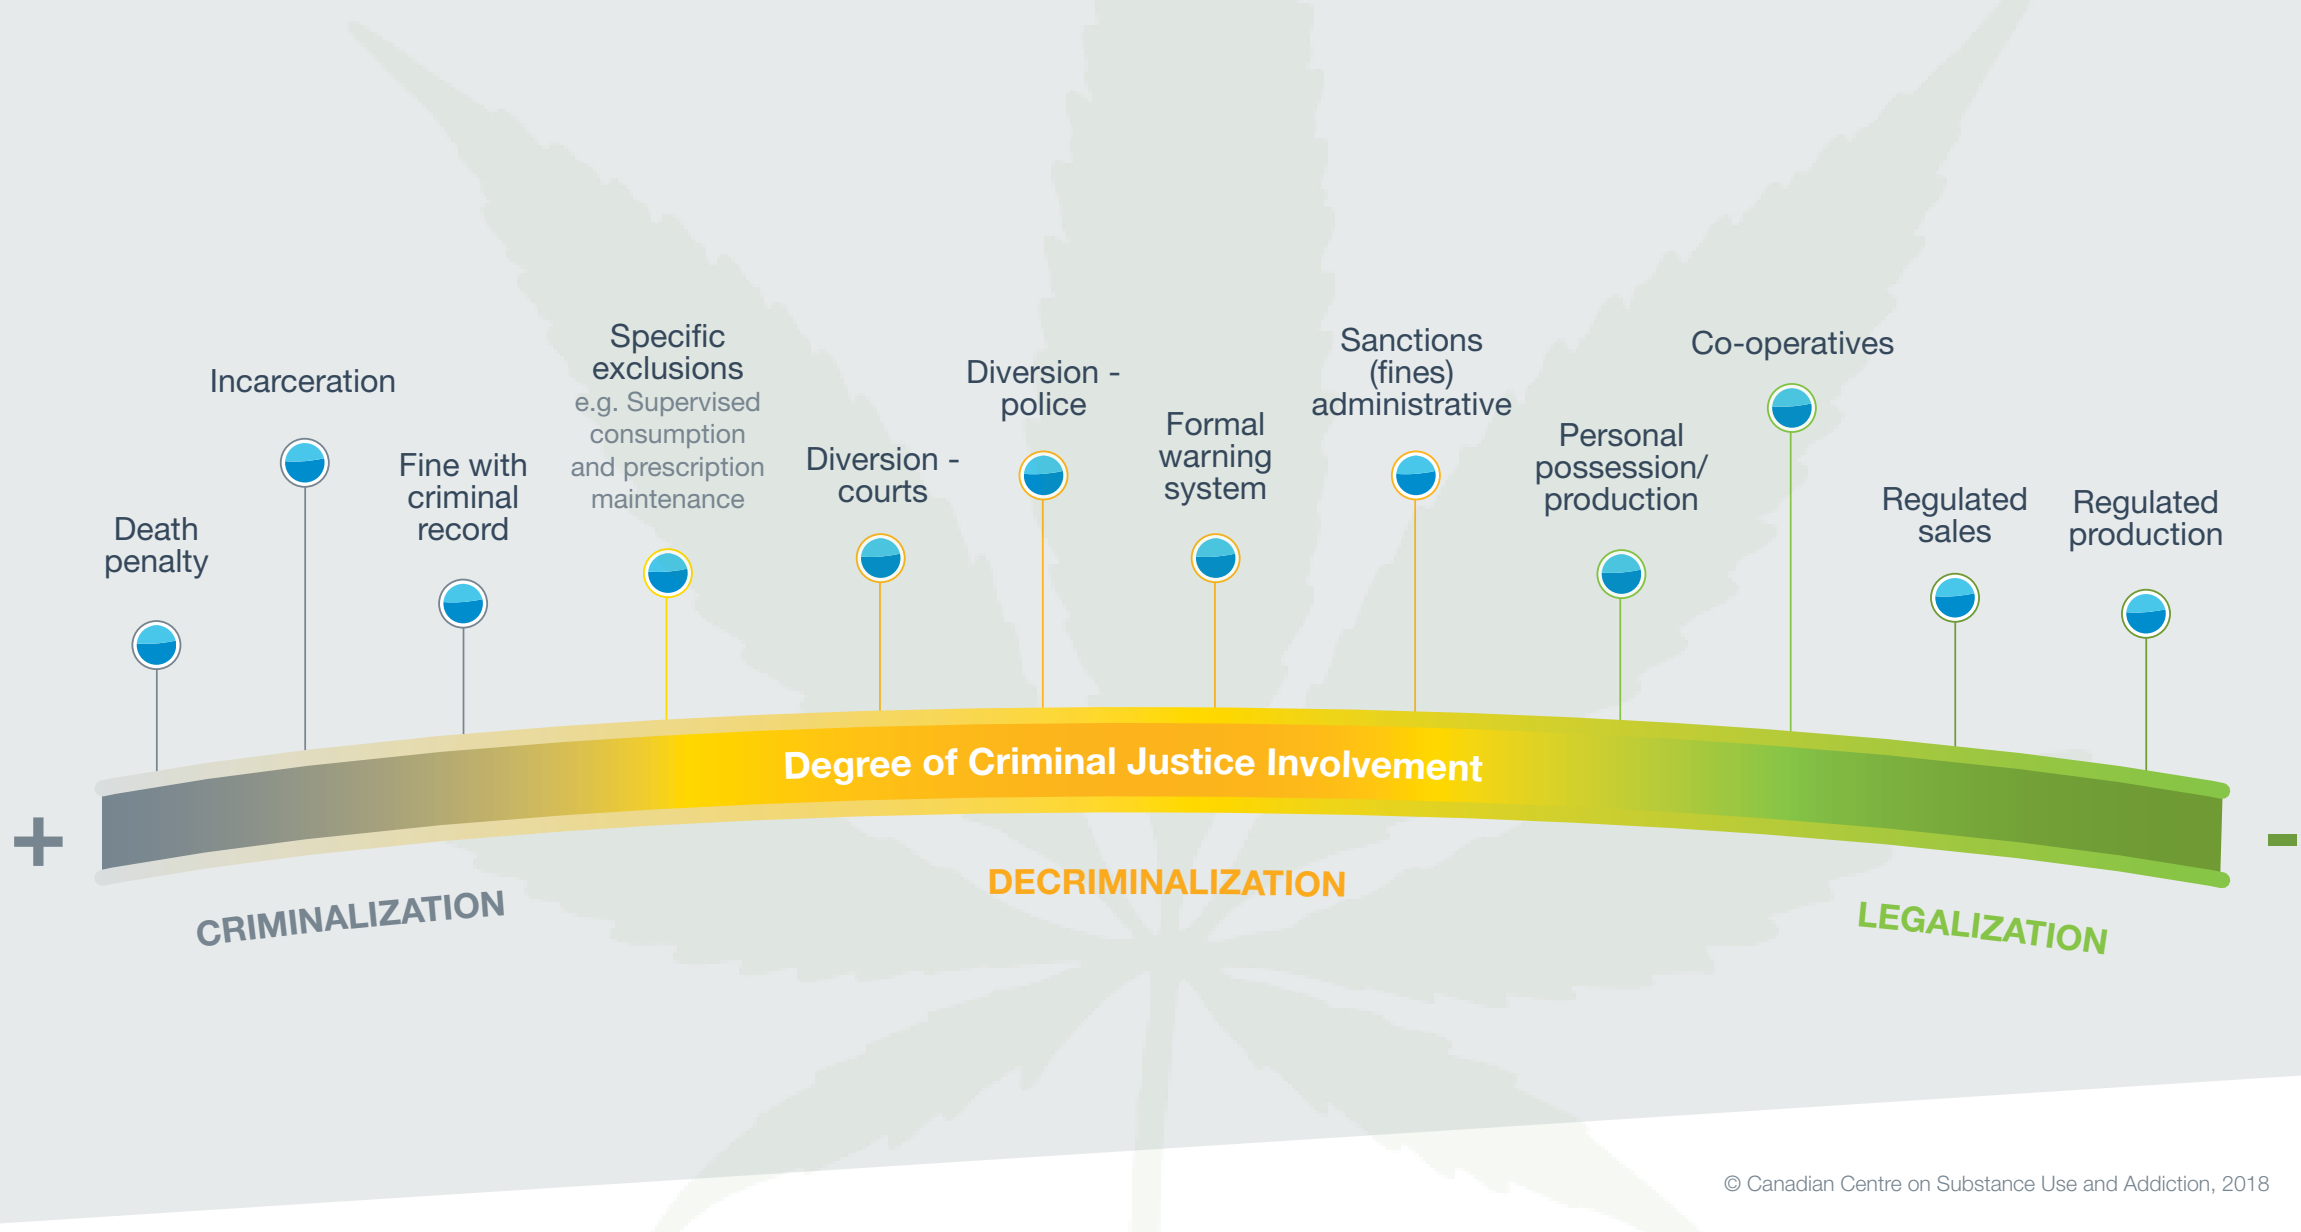 Death
penalty
Incarceration
Fine with
criminal
record
Specific
exclusions
e.g. Supervised
consumption
and prescription
maintenance
Diversion -
courts
Diversion -
police
Formal
warning
system
Sanctions
(fines)
administrative
Personal
possession/
production
Co-operatives
Regulated
sales
Regulated
production
Degree of Criminal Justice Involvement
+
-
CRIMINALIZATION
DECRIMINALIZATION
LEGALIZATION
© Canadian Centre on Substance Use and Addiction, 2018